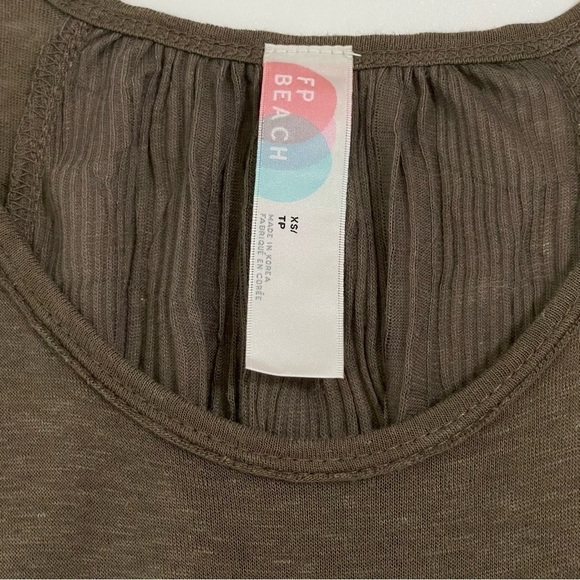 FP
BEACH
XS/
TP
MADE IN KOREA
FABRIQUÉ EN CORÉE